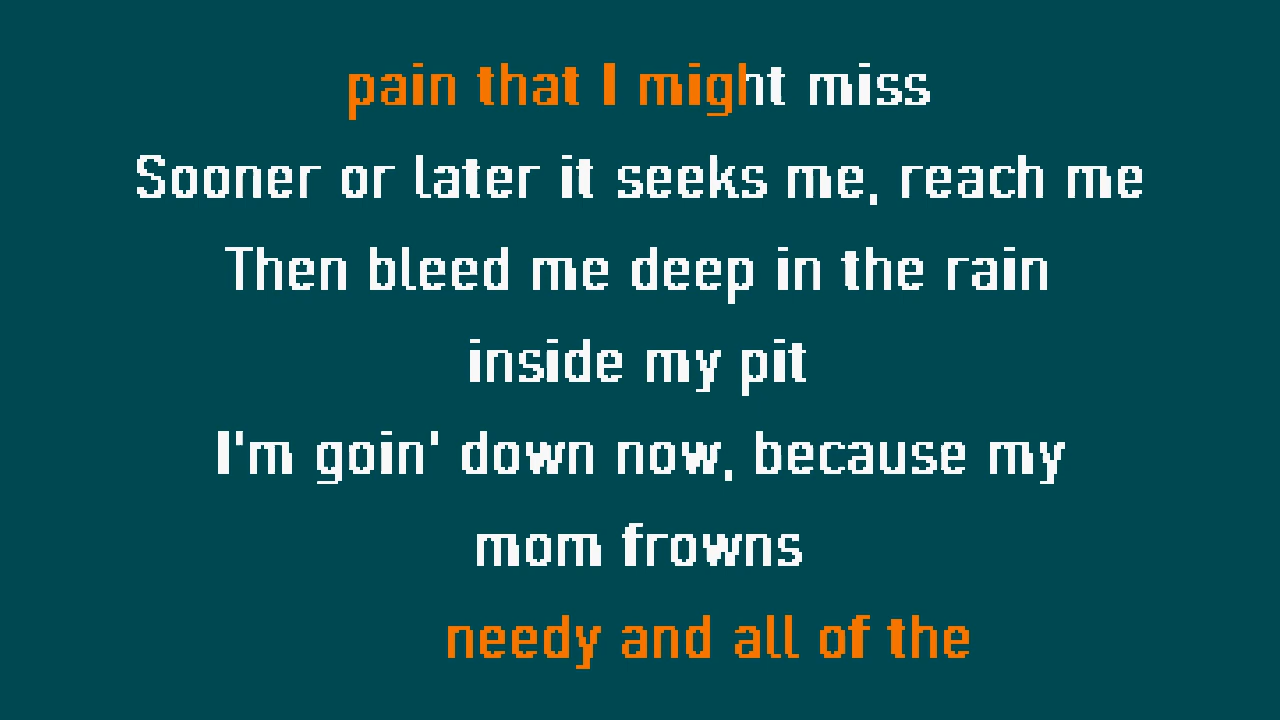 pain that I might miss
Sooner or later it seeks me, reach me
Then bleed me deep in the rain
inside my pit
I'm goin' down now, because my
mom frowns
needy and all of the